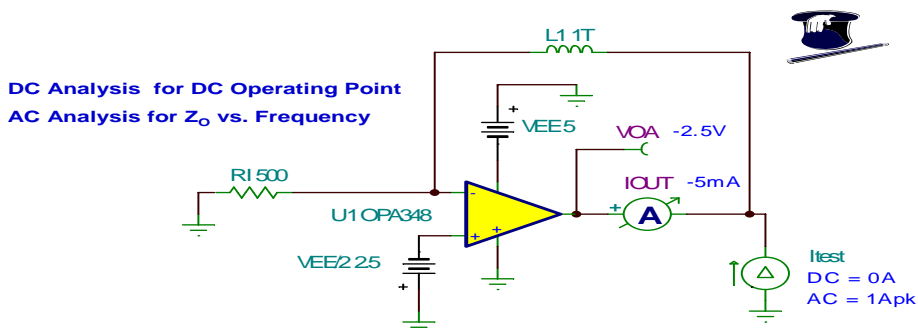 L1 1T
DC Analysis for DC Operating Point
AC Analysis for ZO vs. Frequency
+
VEE 5
VOA -2.5V
RI 500
IOUT -5mA
-
+
A
U1 OPA348
+
+
VEE/2 2.5
+
Itest
DC = 0A
AC = 1Apk